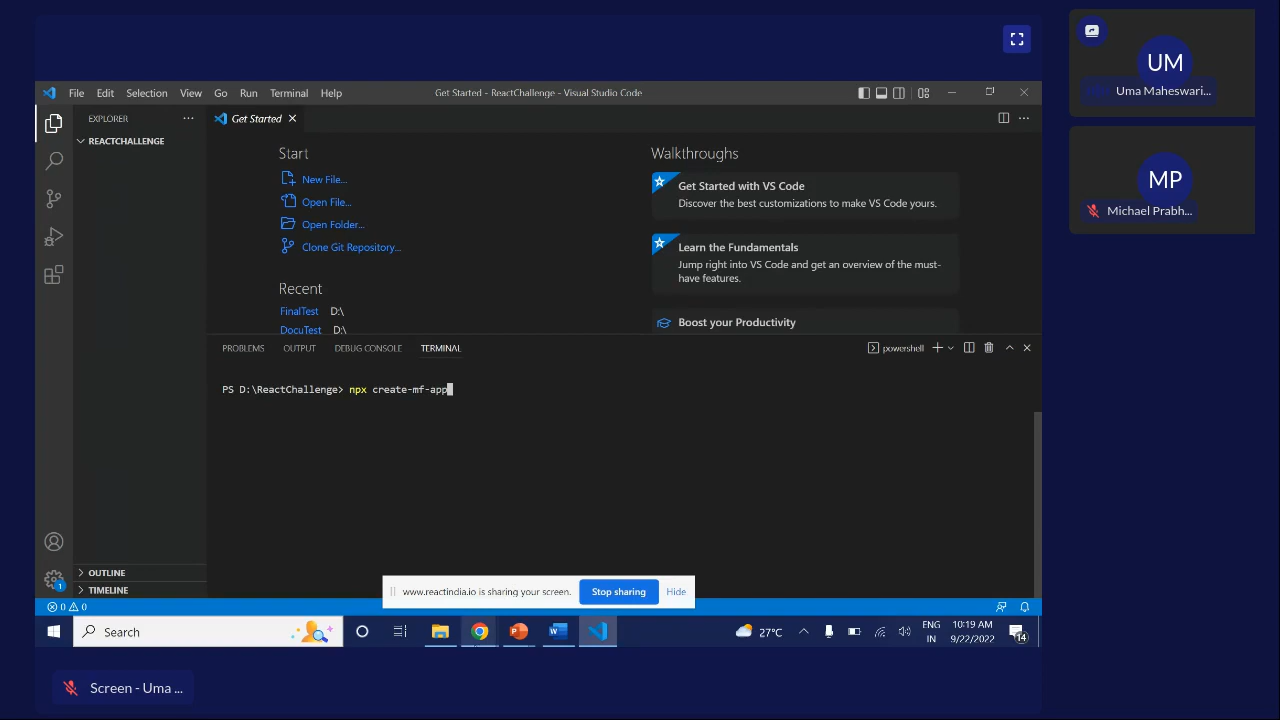 File Edit Selection View Go Run Terminal Help
Get Started - ReactChallenge - Visual Studio Code
EXPLORER
REACTCHALLENGE
OUTLINE
TIMELINE
Get Started
Start
New File...
Open File...
Open Folder...
Clone Git Repository...
Recent
FinalTest D:\
DocuTest D:\
Walkthroughs
Get Started with VS Code
Discover the best customizations to make VS Code yours.
Learn the Fundamentals
Jump right into VS Code and get an overview of the must-
have features.
Boost your Productivity
PROBLEMS OUTPUT DEBUG CONSOLE TERMINAL
powershell
PS D:\ReactChallenge> npx create-mf-app
www.reactindia.io is sharing your screen. Stop sharing Hide
1
0 0
Search
27°C
ENG
IN
10:19 AM
9/22/2022
14
Screen - Uma ...
UM
Uma Maheswari...
MP
Michael Prabh...